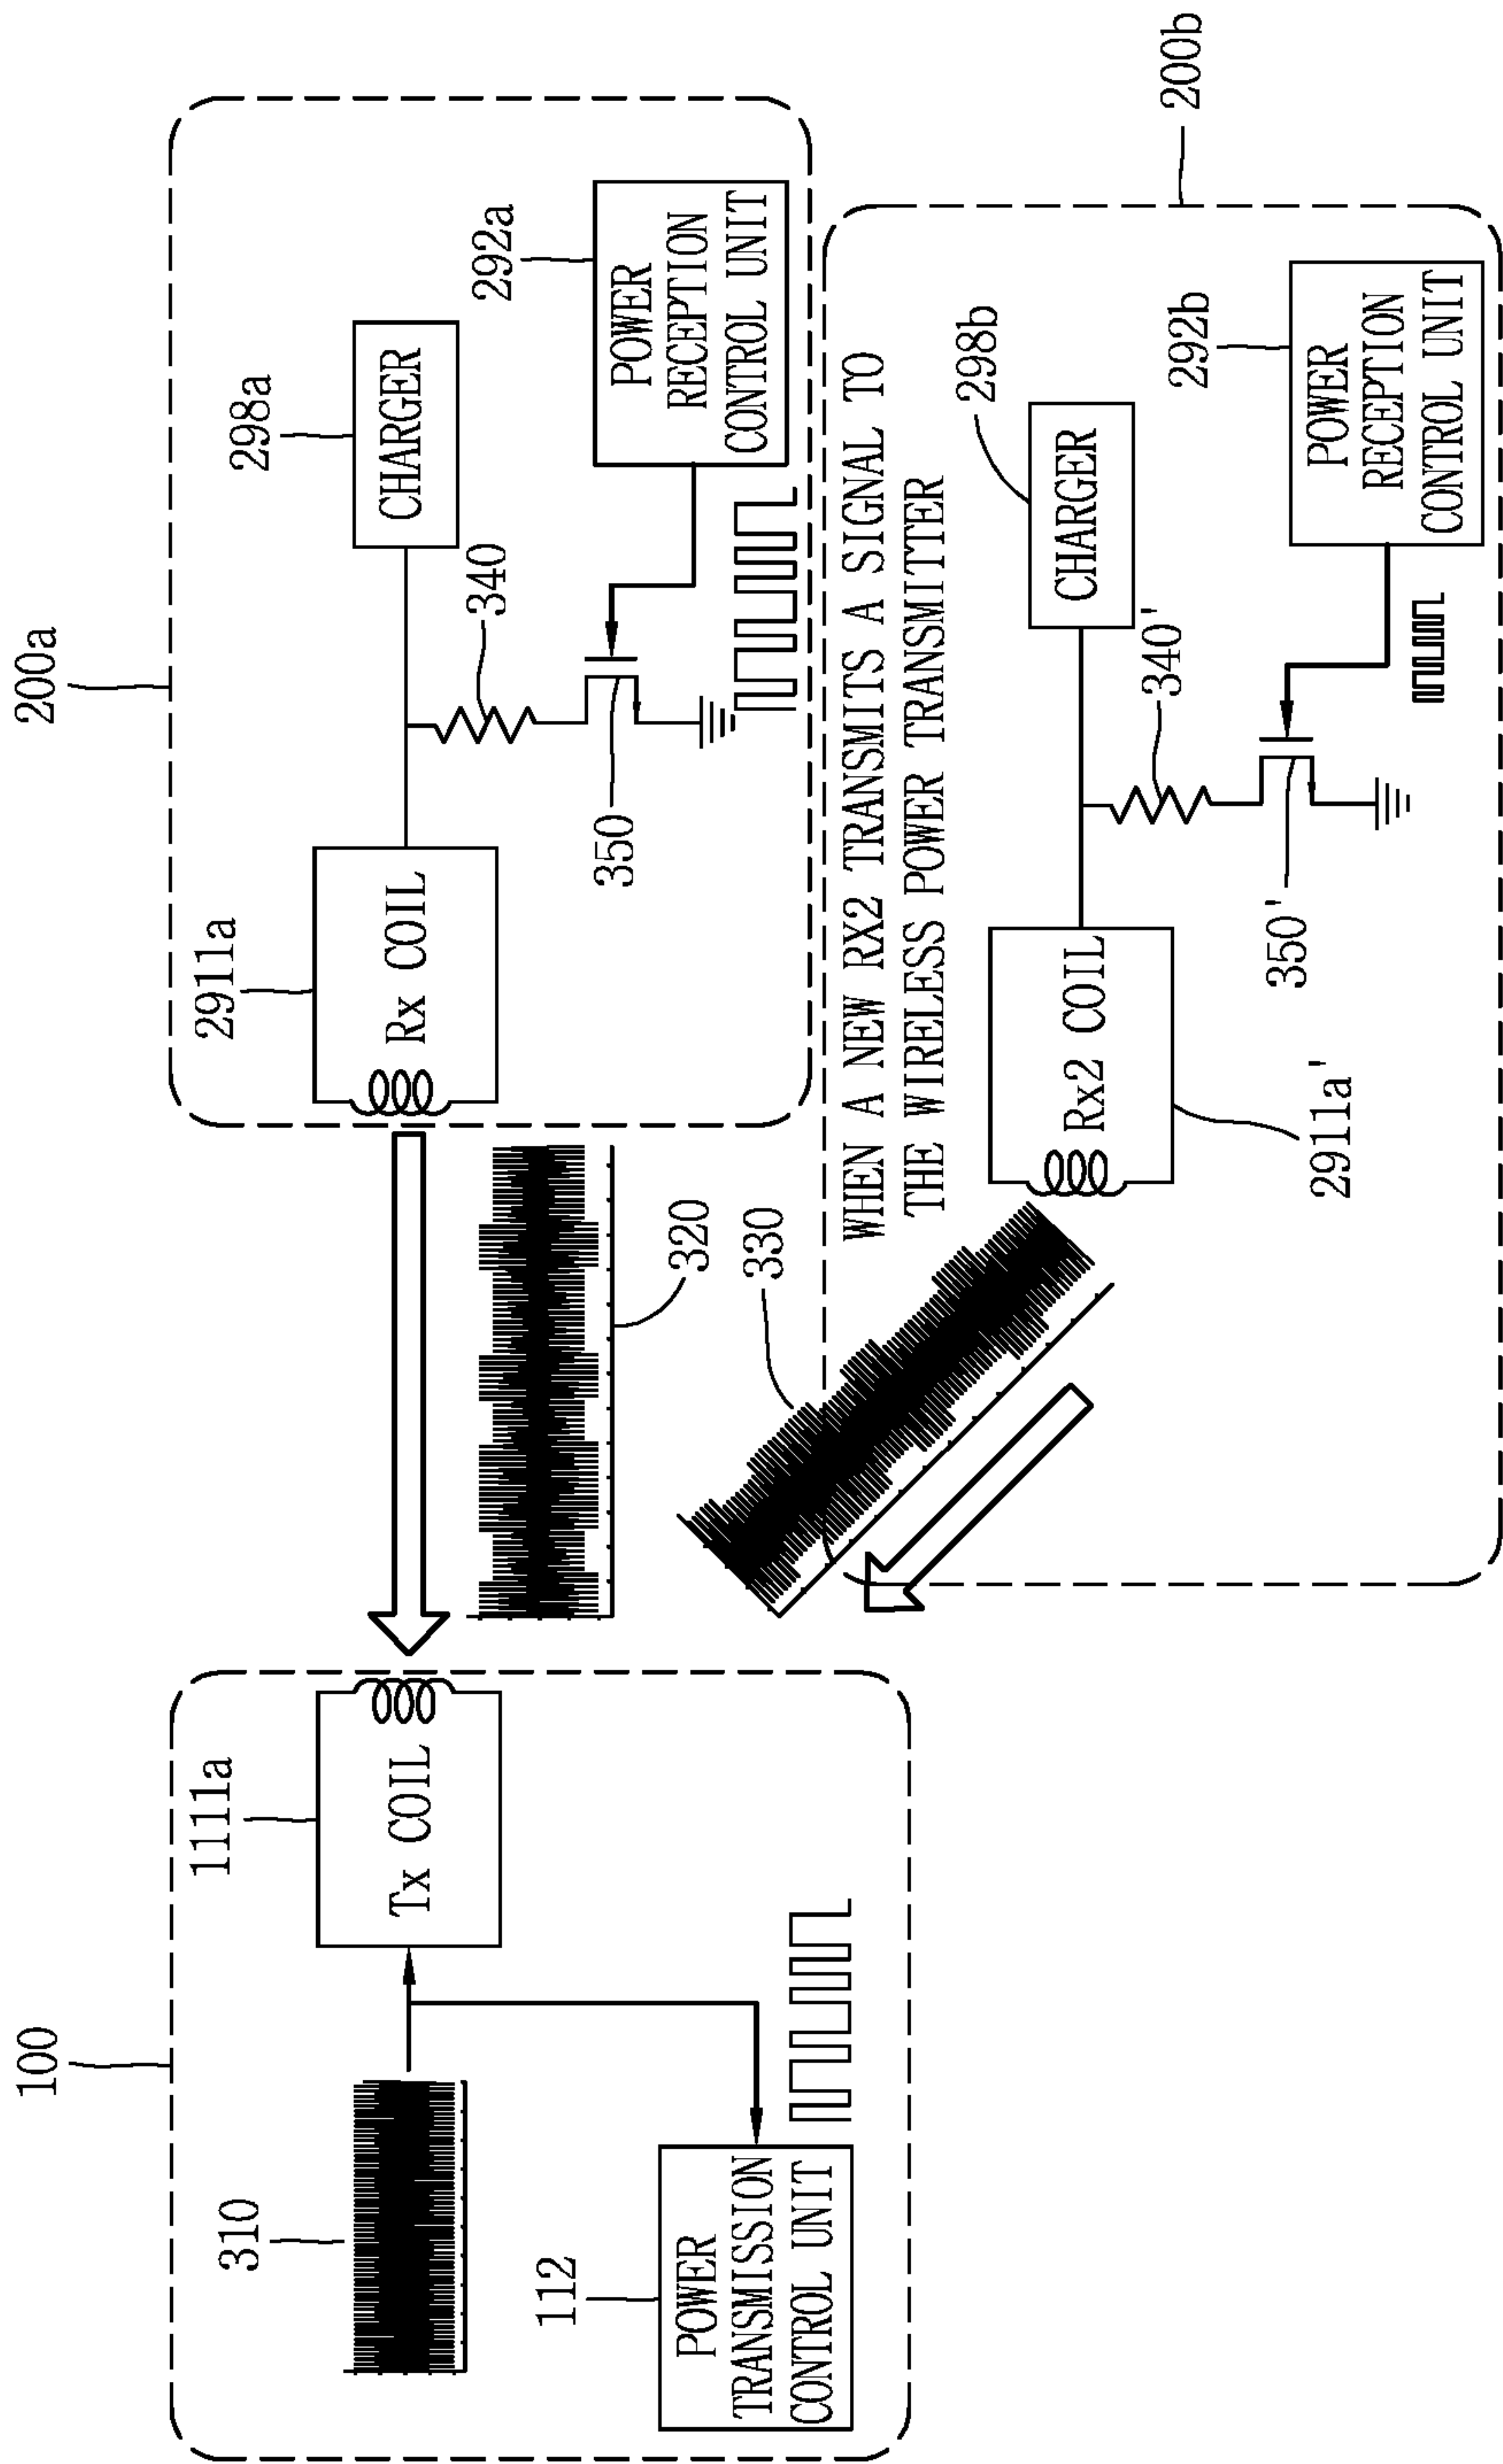 100
310
1111a
Tx COIL
112
POWER
TRANSMISSION
CONTROL UNIT
200a
2911a
Rx COIL
298a
CHARGER
340
350
292a
POWER
RECEPTION
CONTROL UNIT
320
330
WHEN A NEW RX2 TRANSMITS A SIGNAL TO
THE WIRELESS POWER TRANSMITTER
200b
298b
CHARGER
Rx2 COIL
2911a'
340'
350'
292b
POWER
RECEPTION
CONTROL UNIT